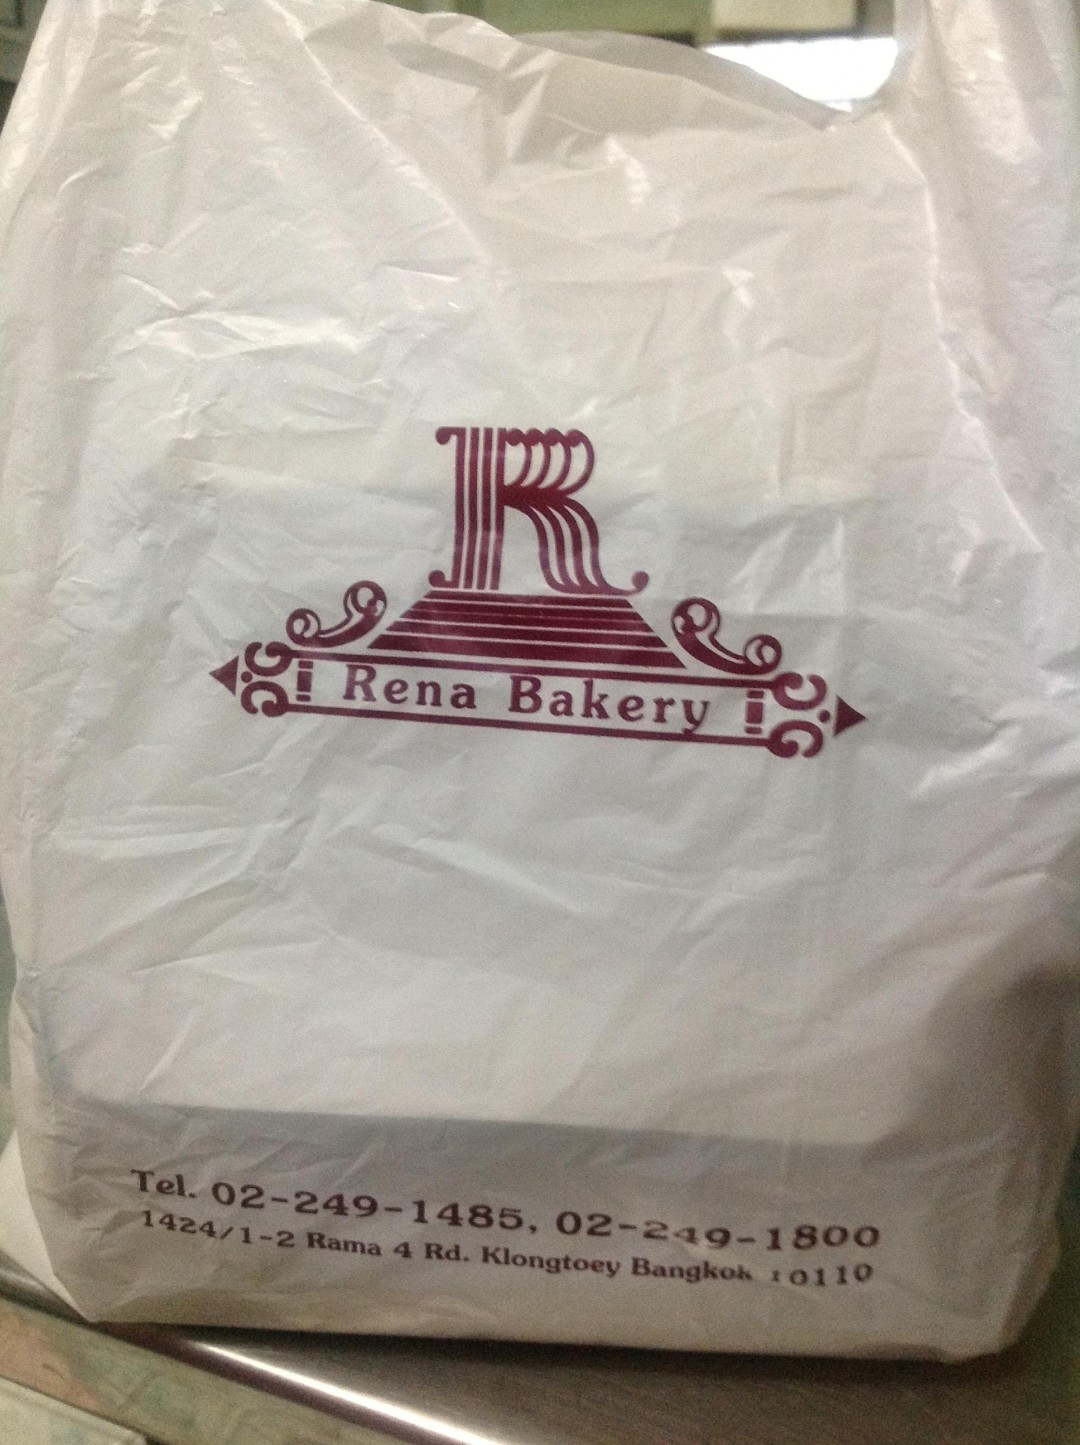 R
Rena Bakery
Tel. 02-249-1485, 02-249-1800
1424/1-2 Rama 4 Rd. Klongtoey Bangkok 10110